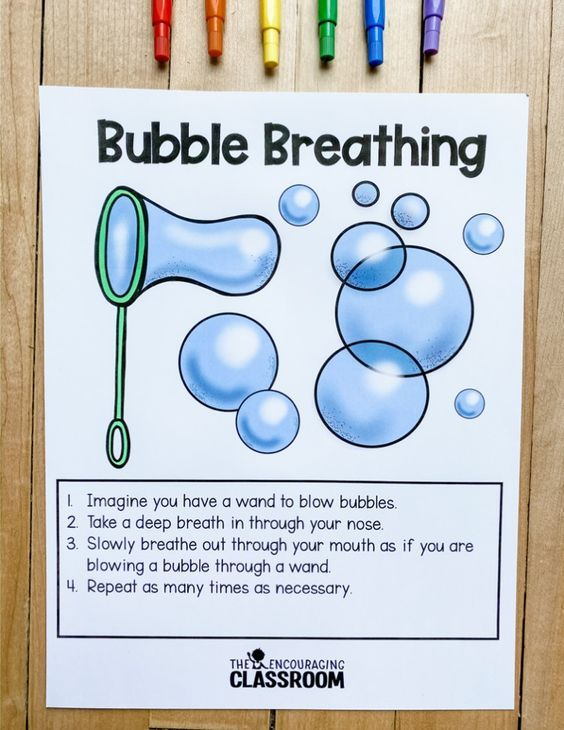 Bubble Breathing
1. Imagine you have a wand to blow bubbles.
2. Take a deep breath in through your nose.
3. Slowly breathe out through your mouth as if you are
blowing a bubble through a wand.
4. Repeat as many times as necessary.
THE ENCOURAGING
CLASSROOM